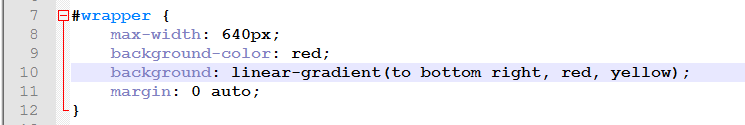 7 #wrapper {
8 max-width: 640px;
9 background-color: red;
10 background: linear-gradient(to bottom right, red, yellow);
11 margin: 0 auto;
12 }